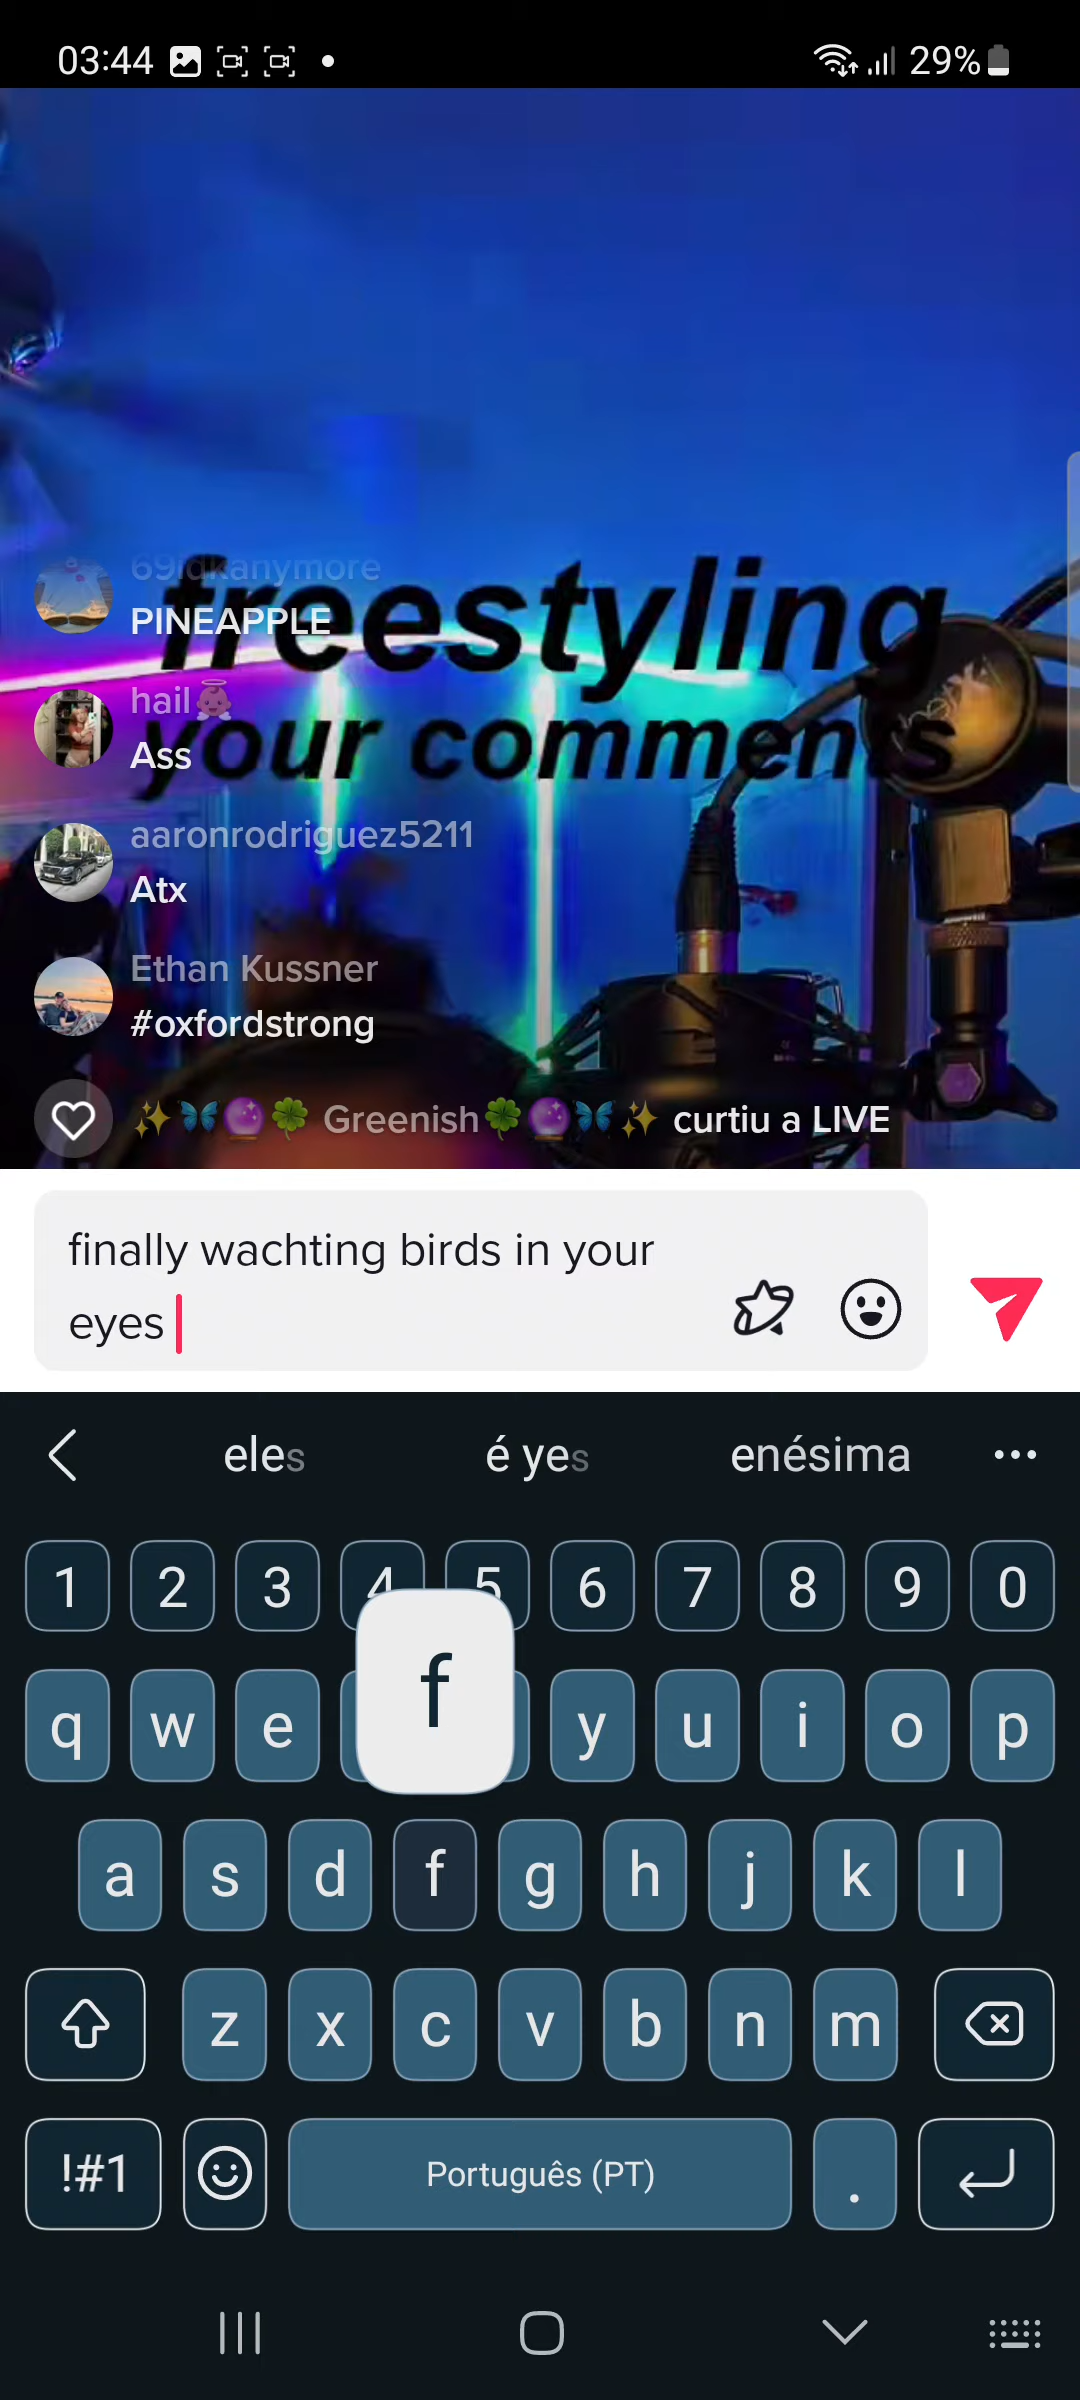 03:44 29%
69idkanymore
PINEAPPLE
freestyling
your comments
hail👼
Ass
aaronrodriguez5211
Atx
Ethan Kussner
#oxfordstrong
✨🦋🔮🍀 Greenish🍀🔮🦋✨ curtiu a LIVE
finally wachting birds in your
eyes
eles é yes enésima
1 2 3 4 5 6 7 8 9 0
q w e f y u i o p
a s d f g h j k l
z x c v b n m
!#1 Português (PT) .